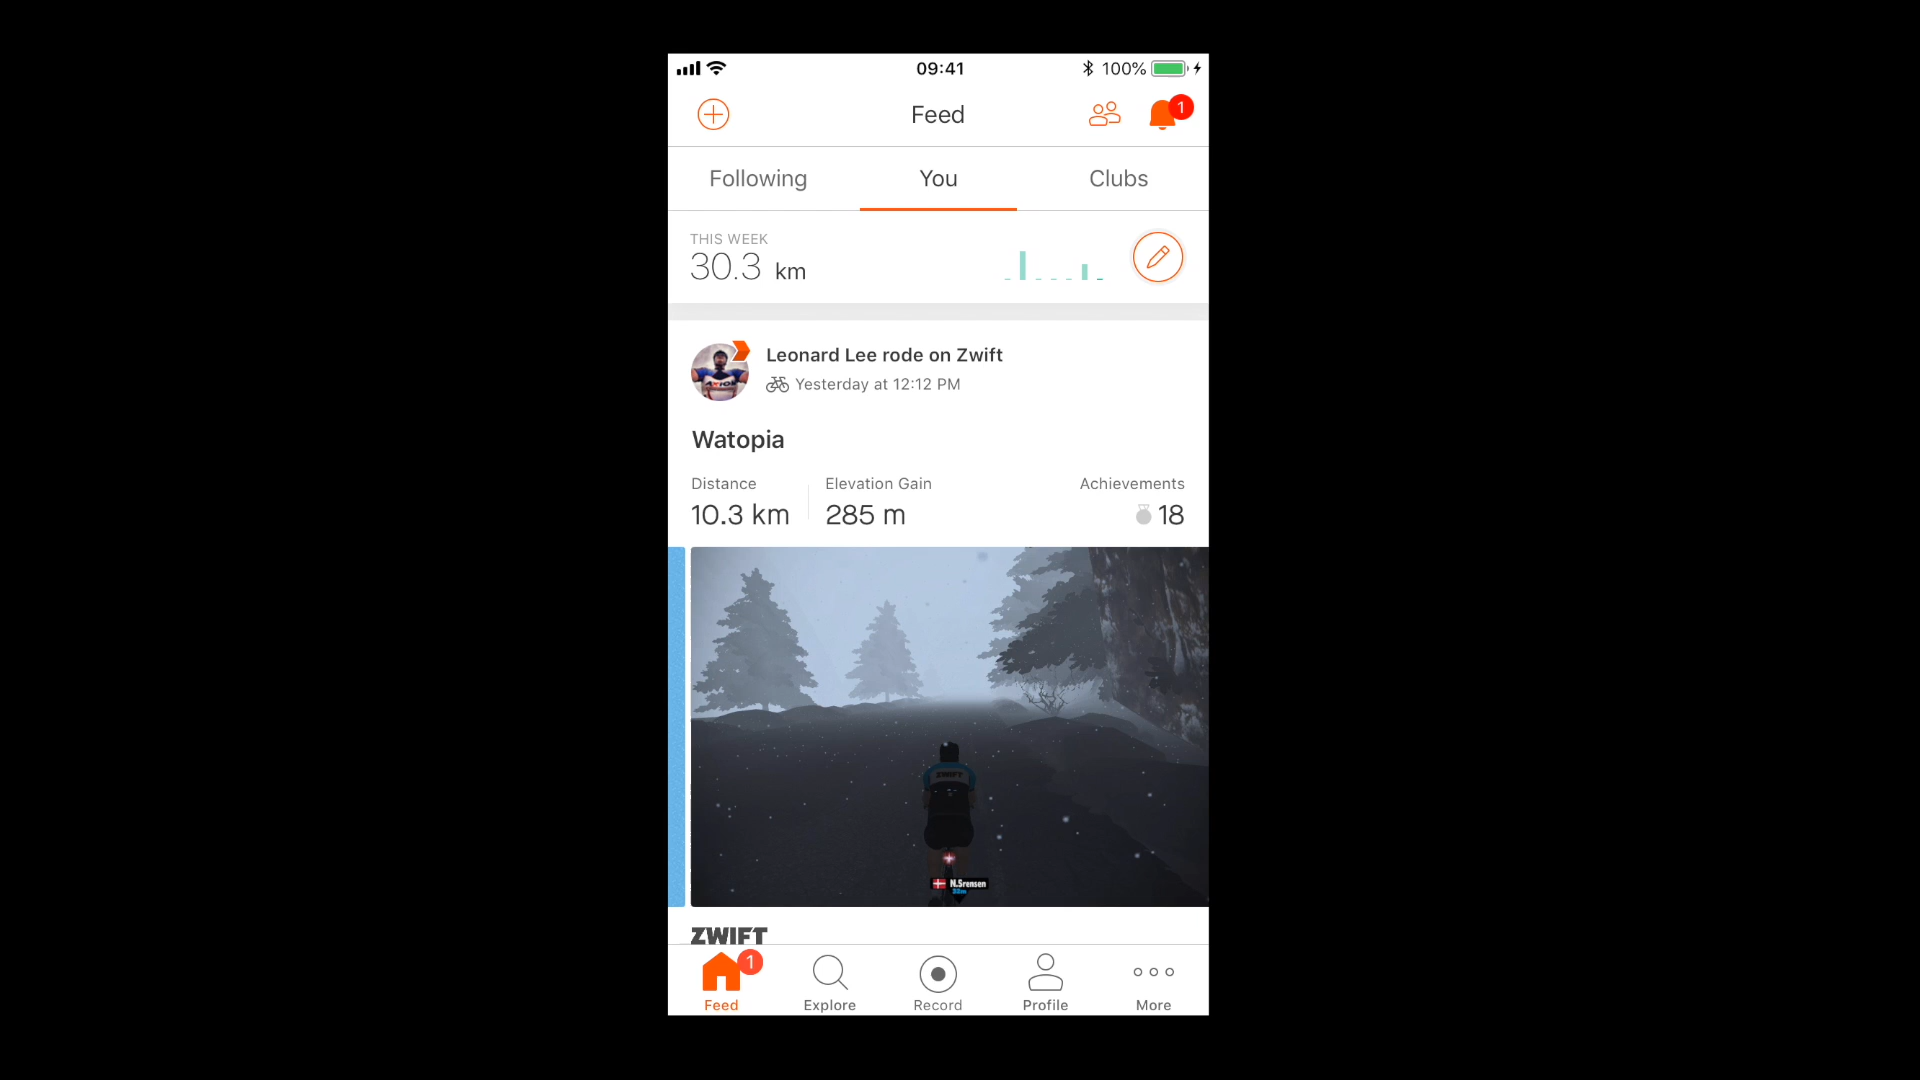 09:41
100%
Feed
1
Following
You
Clubs
THIS WEEK
30.3 km
Leonard Lee rode on Zwift
Yesterday at 12:12 PM
Watopia
Distance
Elevation Gain
Achievements
10.3 km
285 m
18
ZWIFT
N.Srensen
ZWIFT
1
Feed
Explore
Record
Profile
More